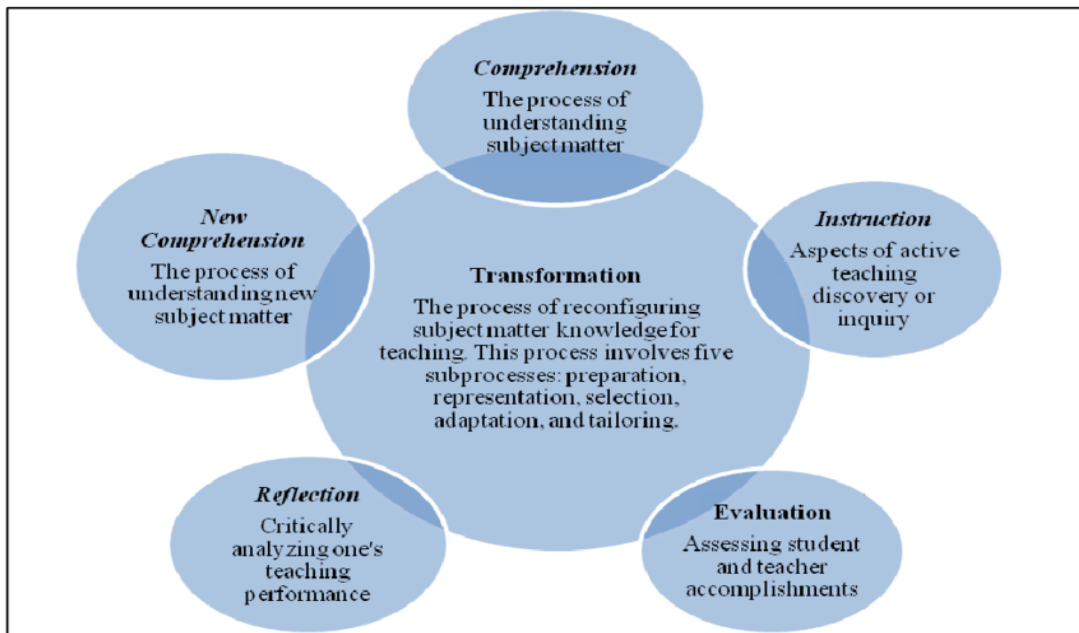 Comprehension
The process of
understanding
subject matter
New
Comprehension
The process of
understanding new
subject matter
Instruction
Aspects of active
teaching
discovery or
inquiry
Transformation
The process of reconfiguring
subject matter knowledge for
teaching. This process involves five
subprocesses: preparation,
representation, selection,
adaptation, and tailoring.
Reflection
Critically
analyzing one's
teaching
performance
Evaluation
Assessing student
and teacher
accomplishments